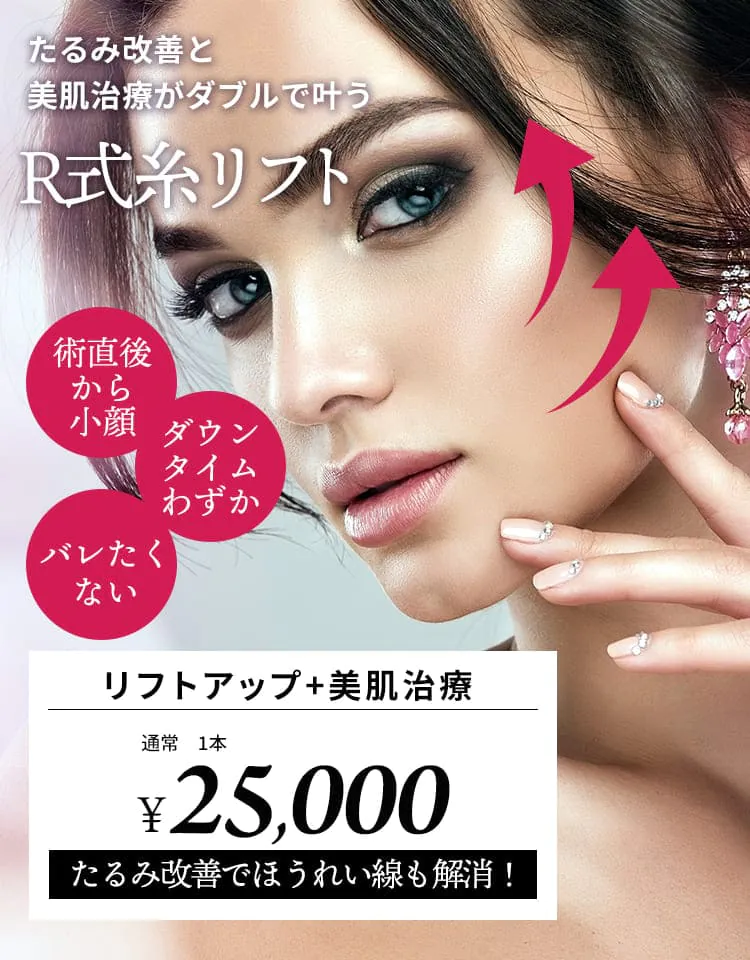 たるみ改善と
美肌治療がダブルで叶う
R式糸リフト
術直後
から
小顔
ダウン
タイム
わずか
バレたく
ない
リフトアップ+美肌治療
通常 1本
¥25,000
たるみ改善でほうれい線も解消！